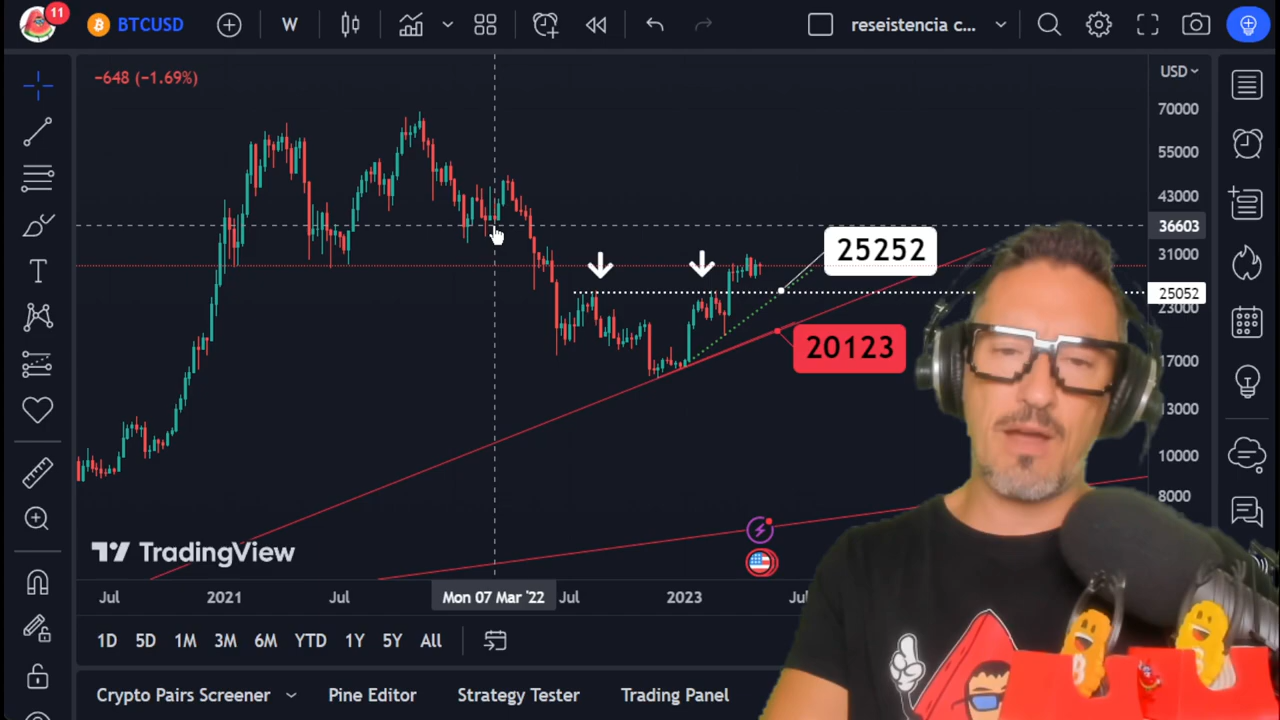 11
BTCUSD
W
reseistencia c...
−648 (−1.69%)
USD
70000
55000
43000
36603
31000
25052
23000
17000
13000
10000
8000
25252
20123
TradingView
Jul
2021
Jul
Mon 07 Mar '22
Jul
2023
Jul
1D
5D
1M
3M
6M
YTD
1Y
5Y
All
Crypto Pairs Screener
Pine Editor
Strategy Tester
Trading Panel